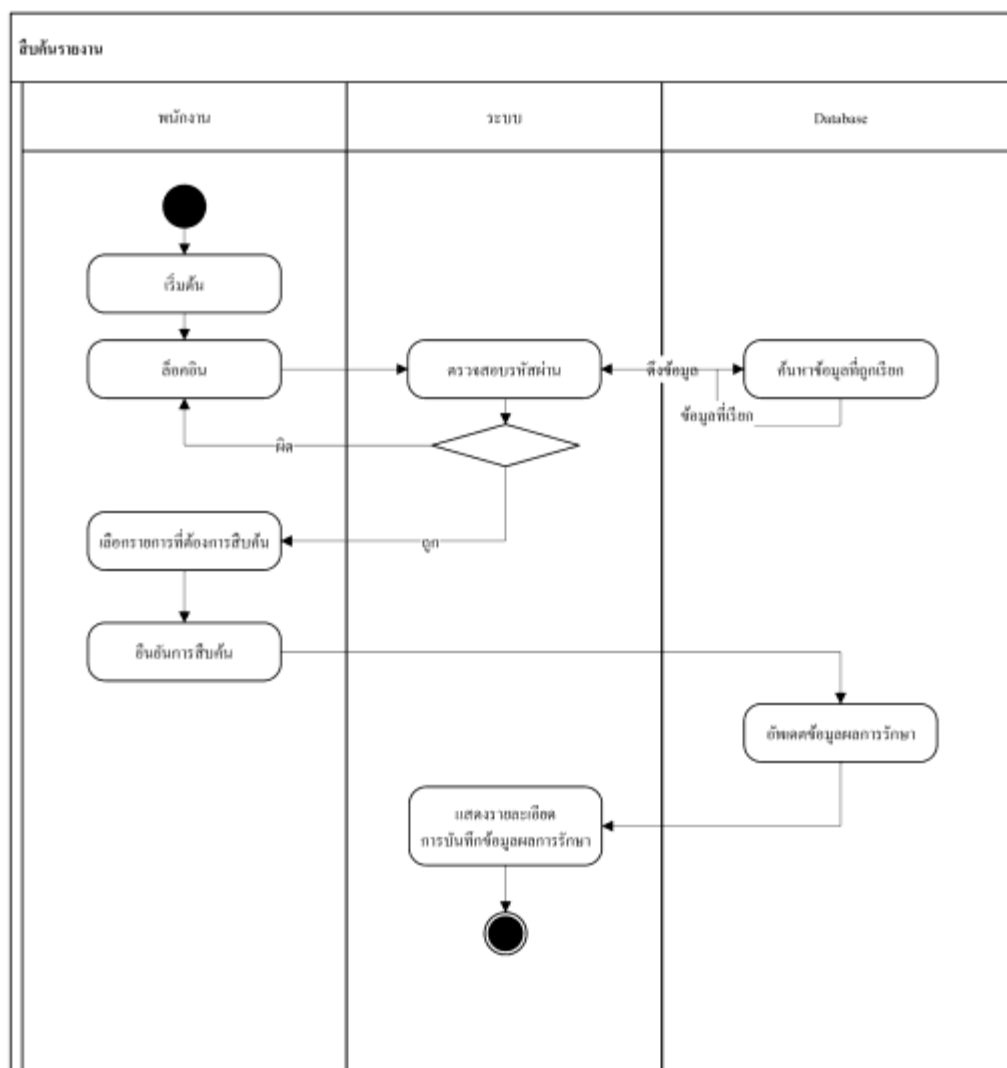 สืบค้นรายงาน
พนักงาน
ระบบ
Database
เริ่มต้น
ล็อคอิน
ตรวจสอบรหัสผ่าน
ดึงข้อมูล
ค้นหาข้อมูลที่ถูกเรียก
ข้อมูลที่เรียก
ผิด
เลือกรายการที่ต้องการสืบค้น
ถูก
ยืนยันการสืบค้น
อัพเดตข้อมูลผลการรักษา
แสดงรายละเอียด
การบันทึกข้อมูลผลการรักษา